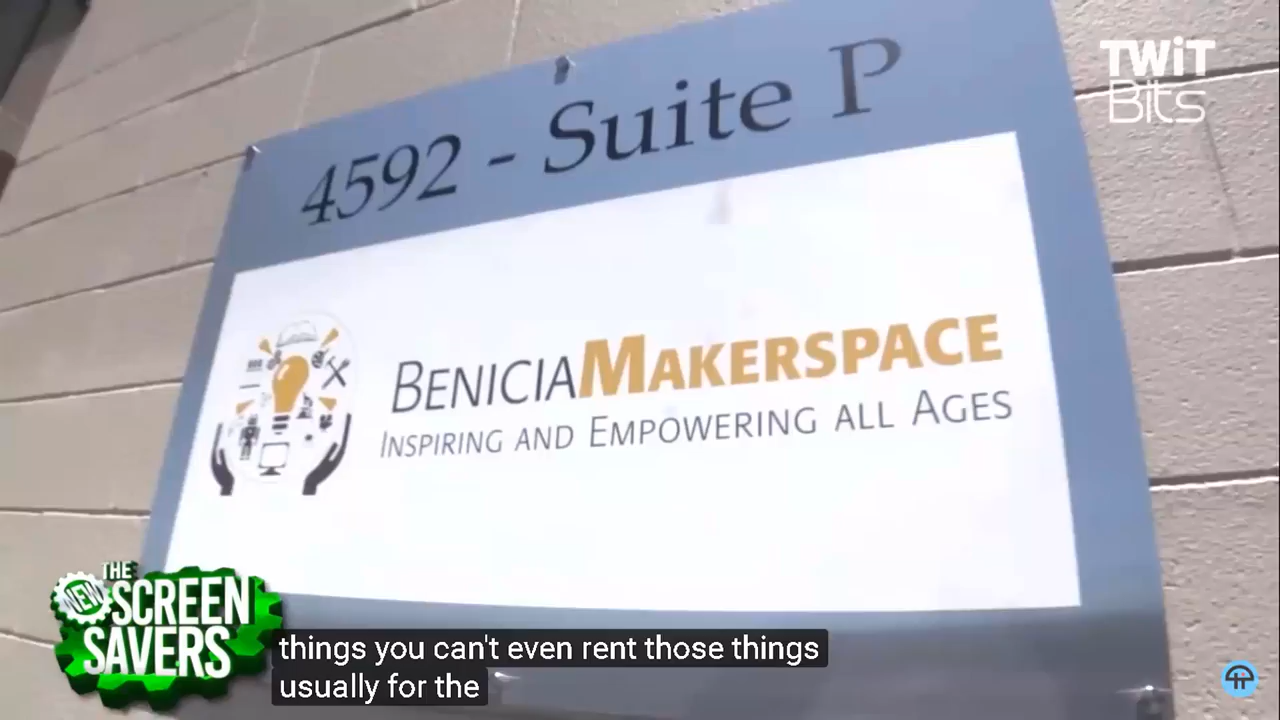 TWiT
Bits
4592 - Suite P
BENICIAMAKERSPACE
INSPIRING AND EMPOWERING ALL AGES
THE
NEW
SCREEN
SAVERS
things you can't even rent those things
usually for the